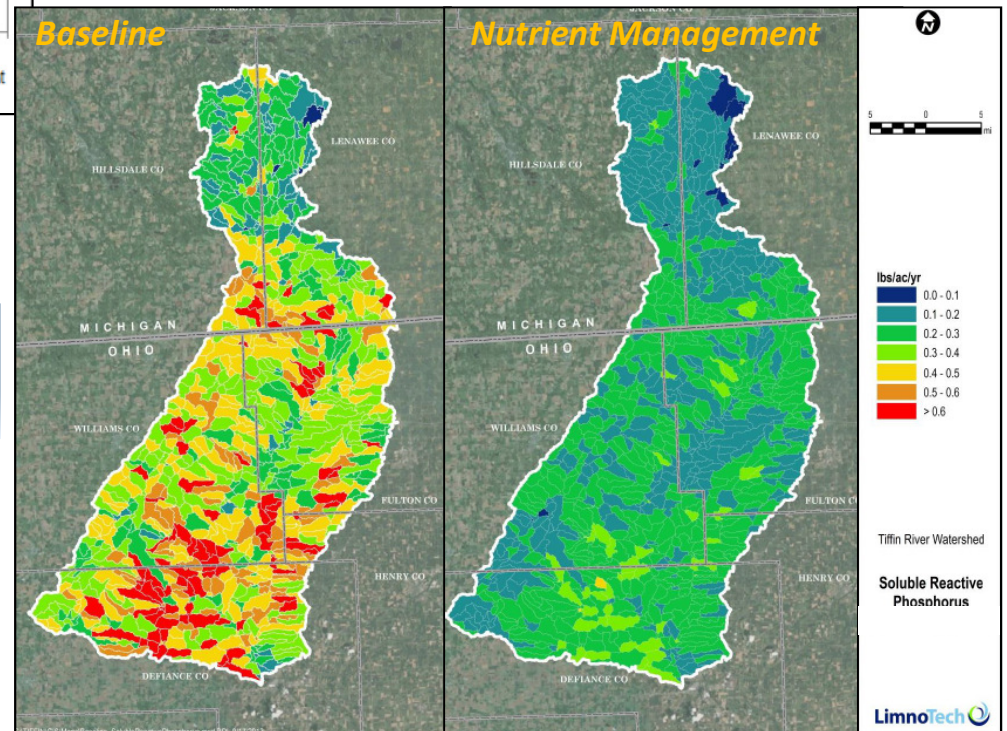 Baseline
Nutrient Management
JACKSON CO
LENAWEE CO
HILLSDALE CO
MICHIGAN
OHIO
WILLIAMS CO
FULTON CO
HENRY CO
DEFIANCE CO
LENAWEE CO
HILLSDALE CO
MICHIGAN
OHIO
WILLIAMS CO
FULTON CO
HENRY CO
DEFIANCE CO
N
5 0 5
mi
lbs/ac/yr
0.0 - 0.1
0.1 - 0.2
0.2 - 0.3
0.3 - 0.4
0.4 - 0.5
0.5 - 0.6
> 0.6
Tiffin River Watershed
Soluble Reactive
Phosphorus
LimnoTech